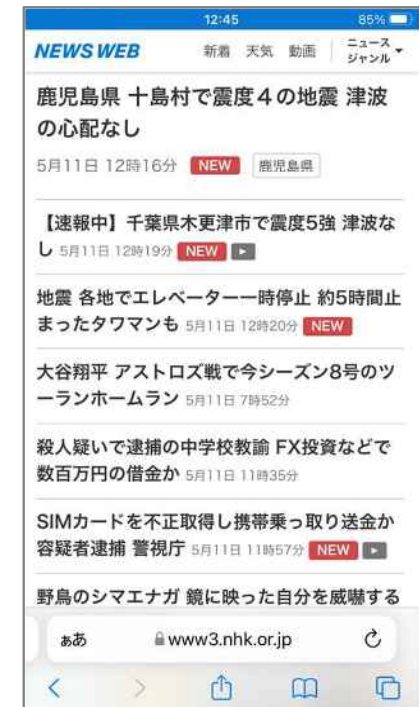 12:45
85%
NEWS WEB
新着 天気 動画 ニュース
ジャンル
鹿児島県 十島村で震度4の地震 津波
の心配なし
5月11日 12時16分 NEW 鹿児島県
【速報中】千葉県木更津市で震度5強 津波な
し 5月11日 12時19分 NEW
地震 各地でエレベーター一時停止 約5時間止
まったタワマンも 5月11日 12時20分 NEW
大谷翔平 アストロズ戦で今シーズン8号のツ
ーランホームラン 5月11日 7時52分
殺人疑いで逮捕の中学校教諭 FX投資などで
数百万円の借金か 5月11日 11時35分
SIMカードを不正取得し携帯乗っ取り送金か
容疑者逮捕 警視庁 5月11日 11時57分 NEW
野鳥のシマエナガ 鏡に映った自分を威嚇する
ぁあ www3.nhk.or.jp